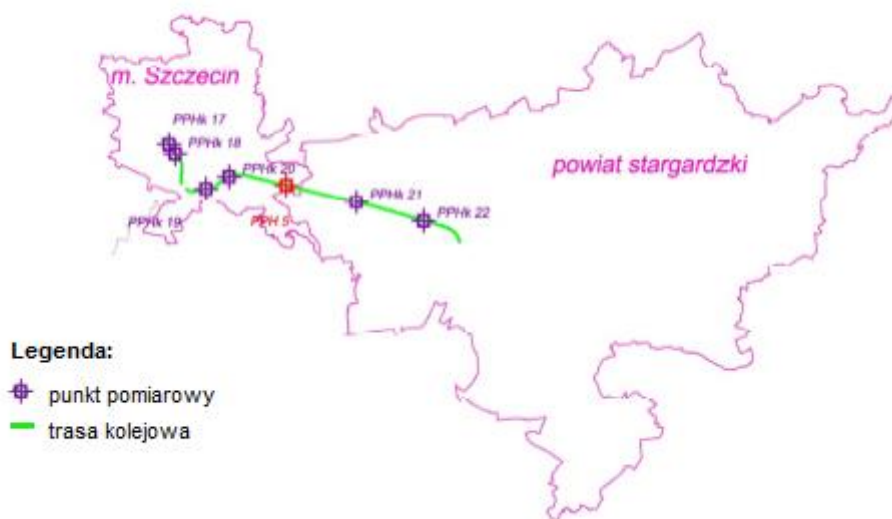 m. Szczecin
PPHk 17
PPHk 18
PPHk 20
powiat stargardzki
PPHk 21
PPHk 19
PPH 5
PPHk 22
Legenda:
punkt pomiarowy
trasa kolejowa